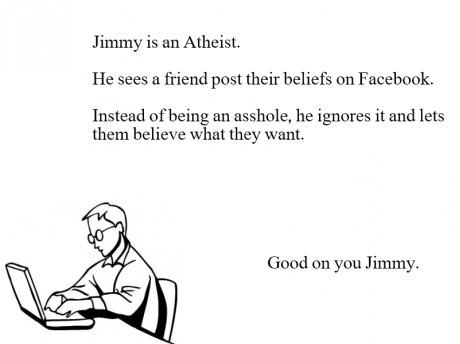 Jimmy is an Atheist.
He sees a friend post their beliefs on Facebook.
Instead of being an asshole, he ignores it and lets
them believe what they want.
Good on you Jimmy.